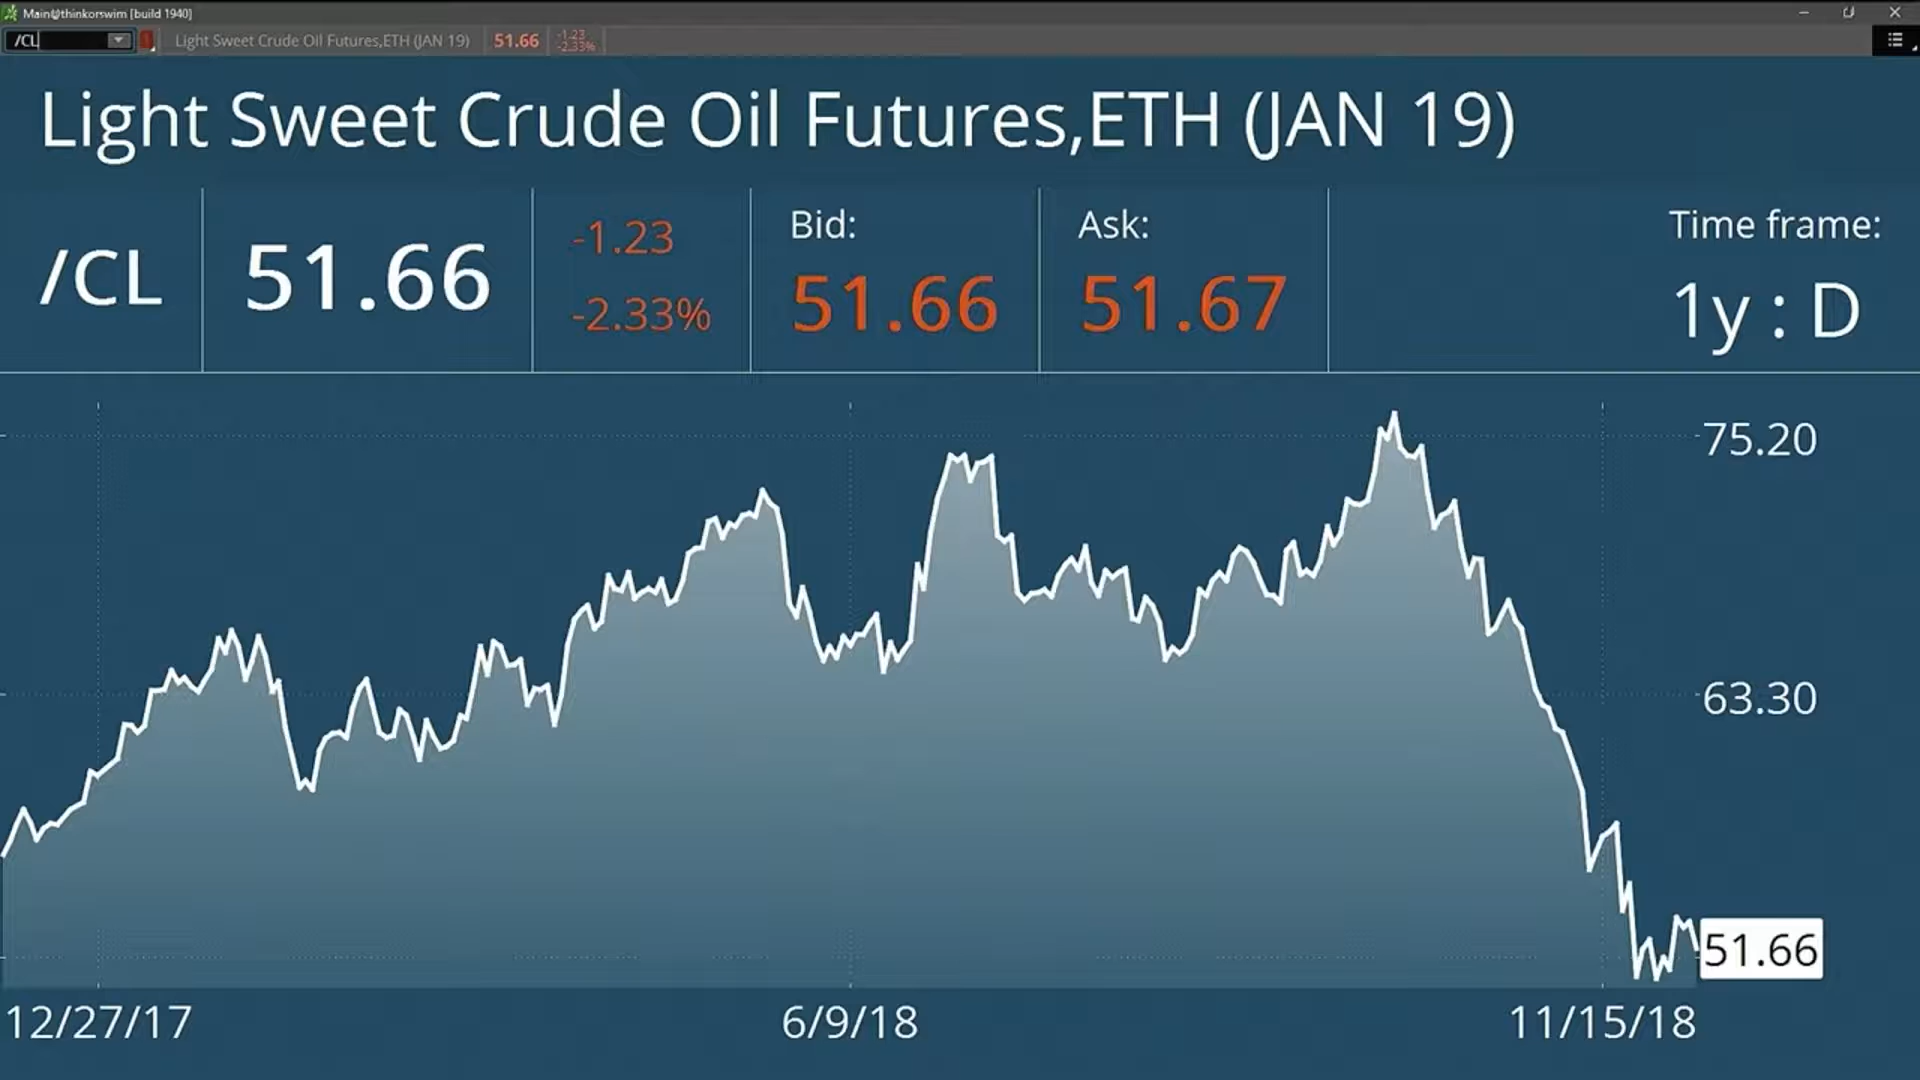 Main@thinkorswim [build 1940]
/CL
Light Sweet Crude Oil Futures,ETH (JAN 19)
51.66
-1.23
-2.33%
Light Sweet Crude Oil Futures,ETH (JAN 19)
/CL
51.66
-1.23
-2.33%
Bid:
51.66
Ask:
51.67
Time frame:
1y : D
75.20
63.30
51.66
12/27/17
6/9/18
11/15/18